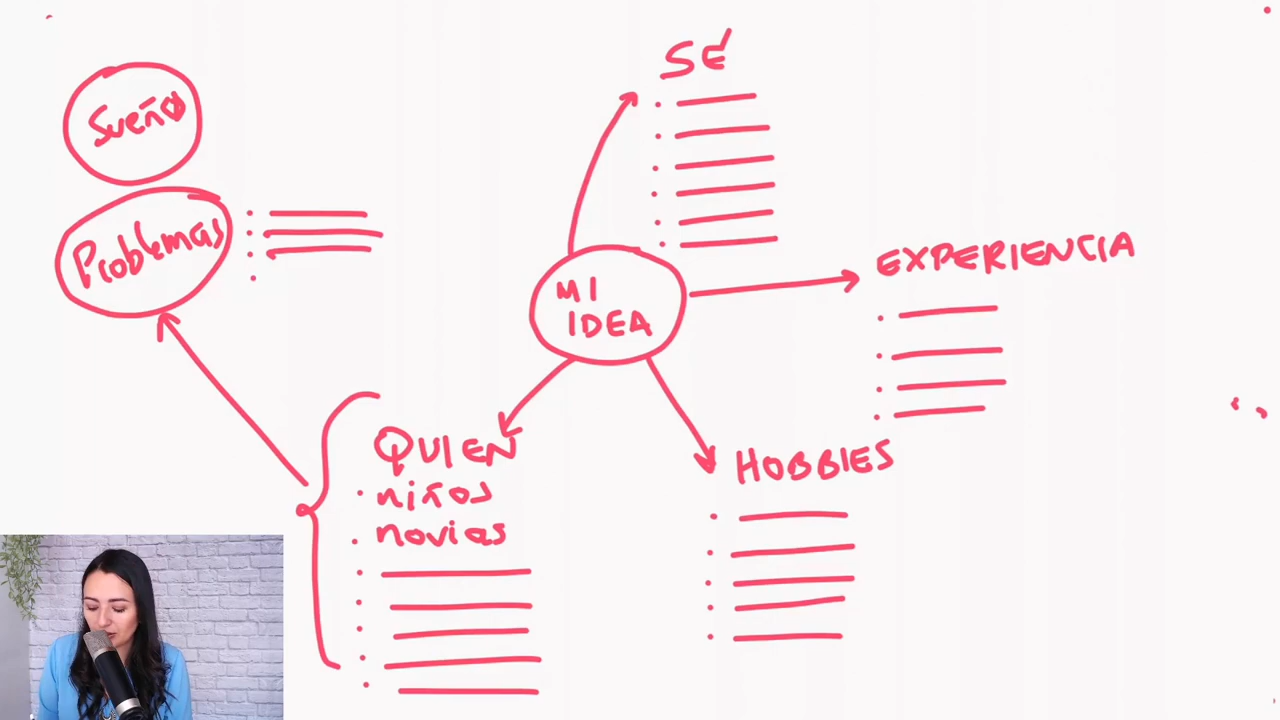 Sueño
Problemas
MI
IDEA
SÉ
EXPERIENCIA
QUIEN
niños
novias
HOBBIES